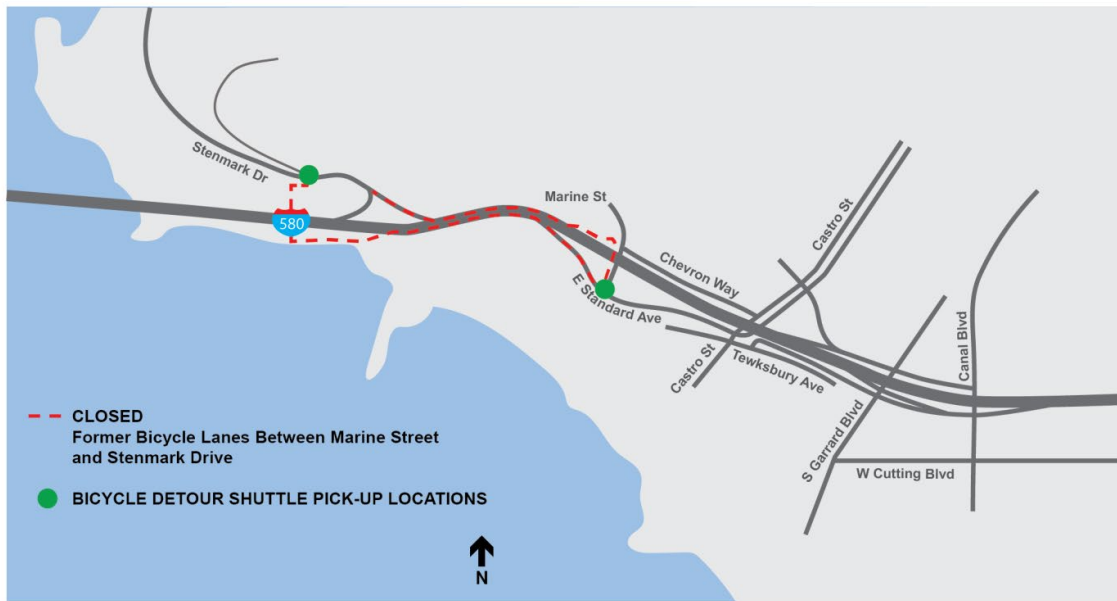 Stenmark Dr
580
Marine St
Castro St
Chevron Way
E Standard Ave
Castro St
Tewksbury Ave
Canal Blvd
S Garrard Blvd
W Cutting Blvd
CLOSED
Former Bicycle Lanes Between Marine Street
and Stenmark Drive
BICYCLE DETOUR SHUTTLE PICK-UP LOCATIONS
N